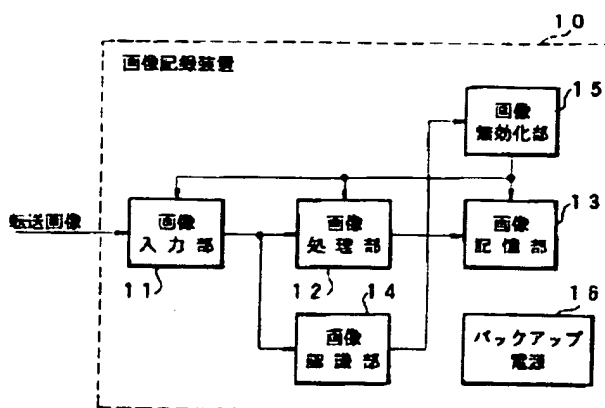 10
画像記録装置
15
画像
無効化部
転送画像
画像
入力部
11
画像
処理部
12
画像
記憶部
13
14
画像
認識部
16
バックアップ
電源